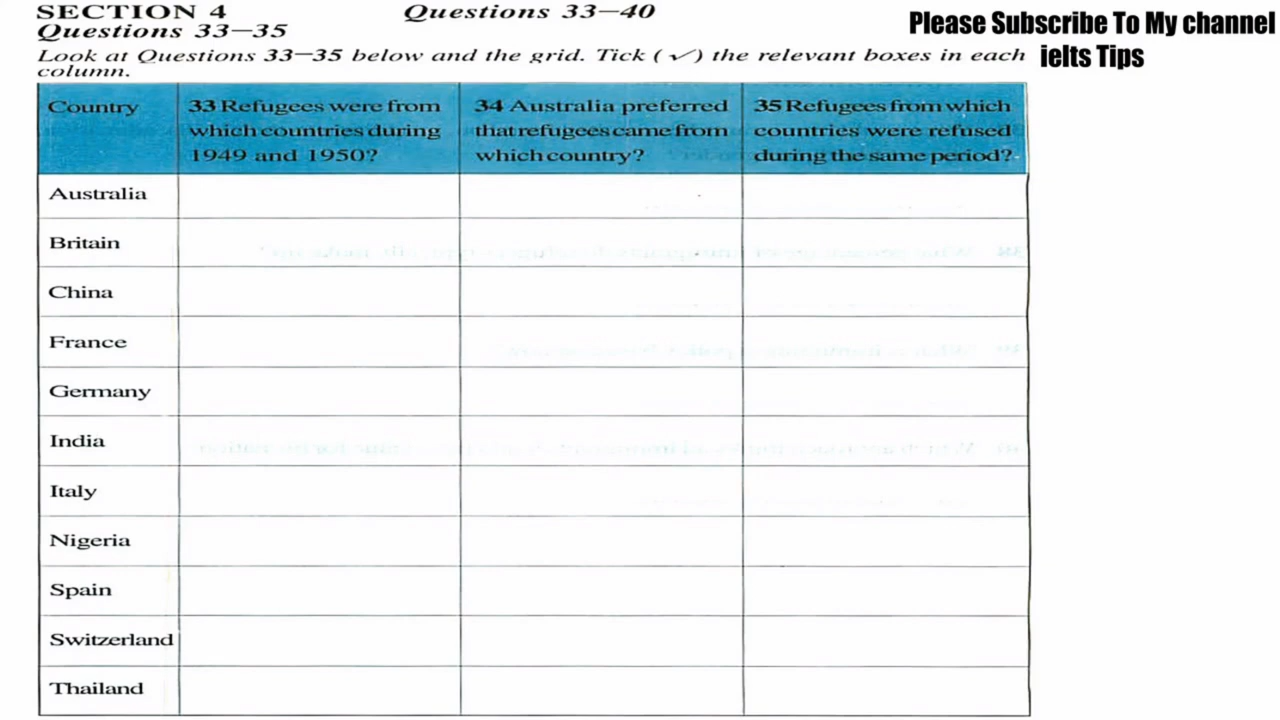 SECTION 4 Questions 33—40
Questions 33—35
Look at Questions 33—35 below and the grid. Tick (✓) the relevant boxes in each
column.
Please Subscribe To My channel
ielts Tips
Country
33 Refugees were from
which countries during
1949 and 1950?
34 Australia preferred
that refugees came from
which country?
35 Refugees from which
countries were refused
during the same period?
Australia
Britain
China
France
Germany
India
Italy
Nigeria
Spain
Switzerland
Thailand